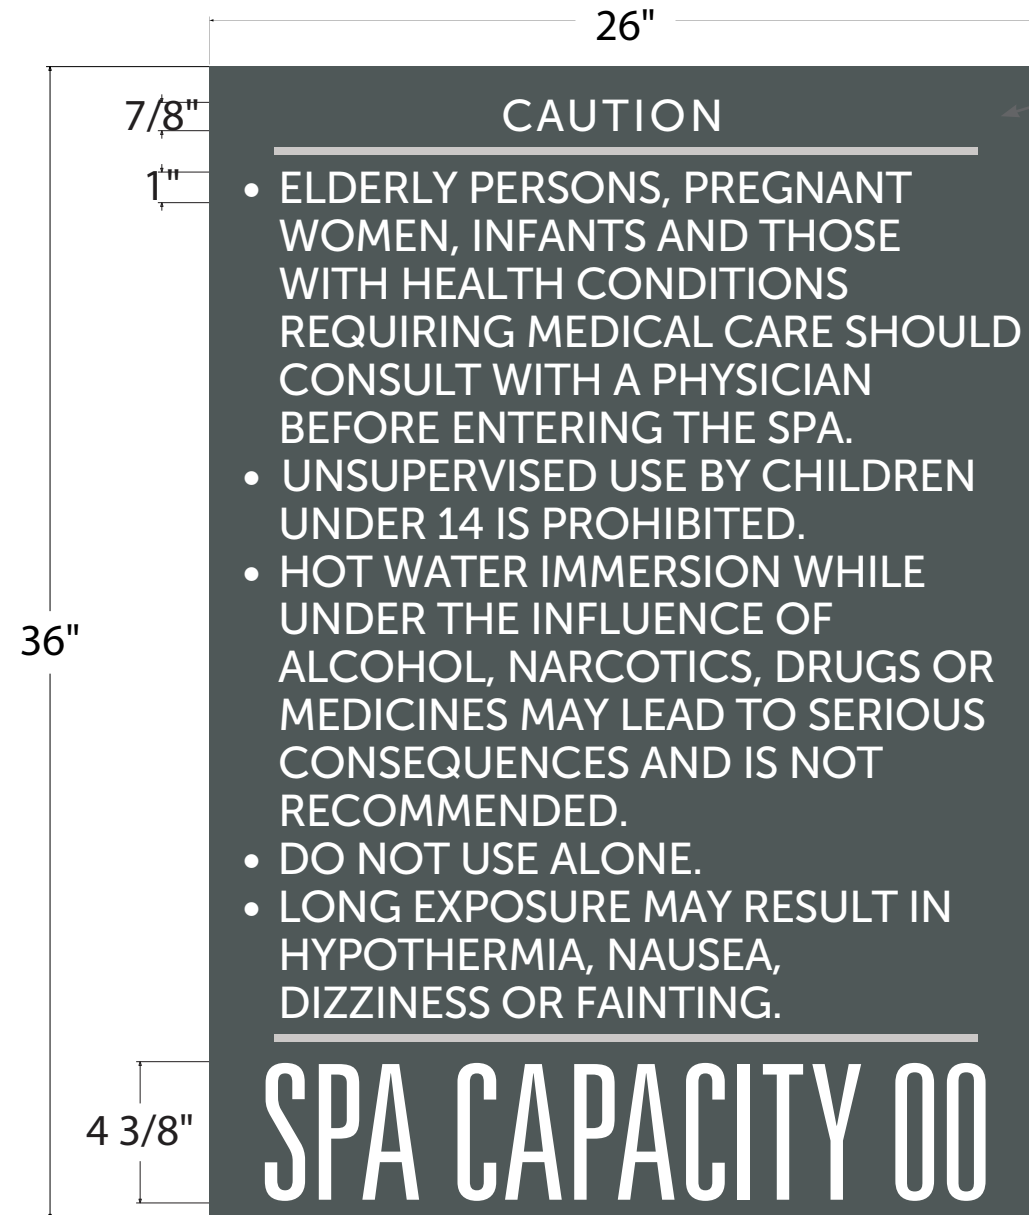 26"
7/8"
CAUTION
1"
• ELDERLY PERSONS, PREGNANT
WOMEN, INFANTS AND THOSE
WITH HEALTH CONDITIONS
REQUIRING MEDICAL CARE SHOULD
CONSULT WITH A PHYSICIAN
BEFORE ENTERING THE SPA.
• UNSUPERVISED USE BY CHILDREN
UNDER 14 IS PROHIBITED.
• HOT WATER IMMERSION WHILE
UNDER THE INFLUENCE OF
ALCOHOL, NARCOTICS, DRUGS OR
MEDICINES MAY LEAD TO SERIOUS
CONSEQUENCES AND IS NOT
RECOMMENDED.
• DO NOT USE ALONE.
• LONG EXPOSURE MAY RESULT IN
HYPOTHERMIA, NAUSEA,
DIZZINESS OR FAINTING.
36"
4 3/8"
SPA CAPACITY 00